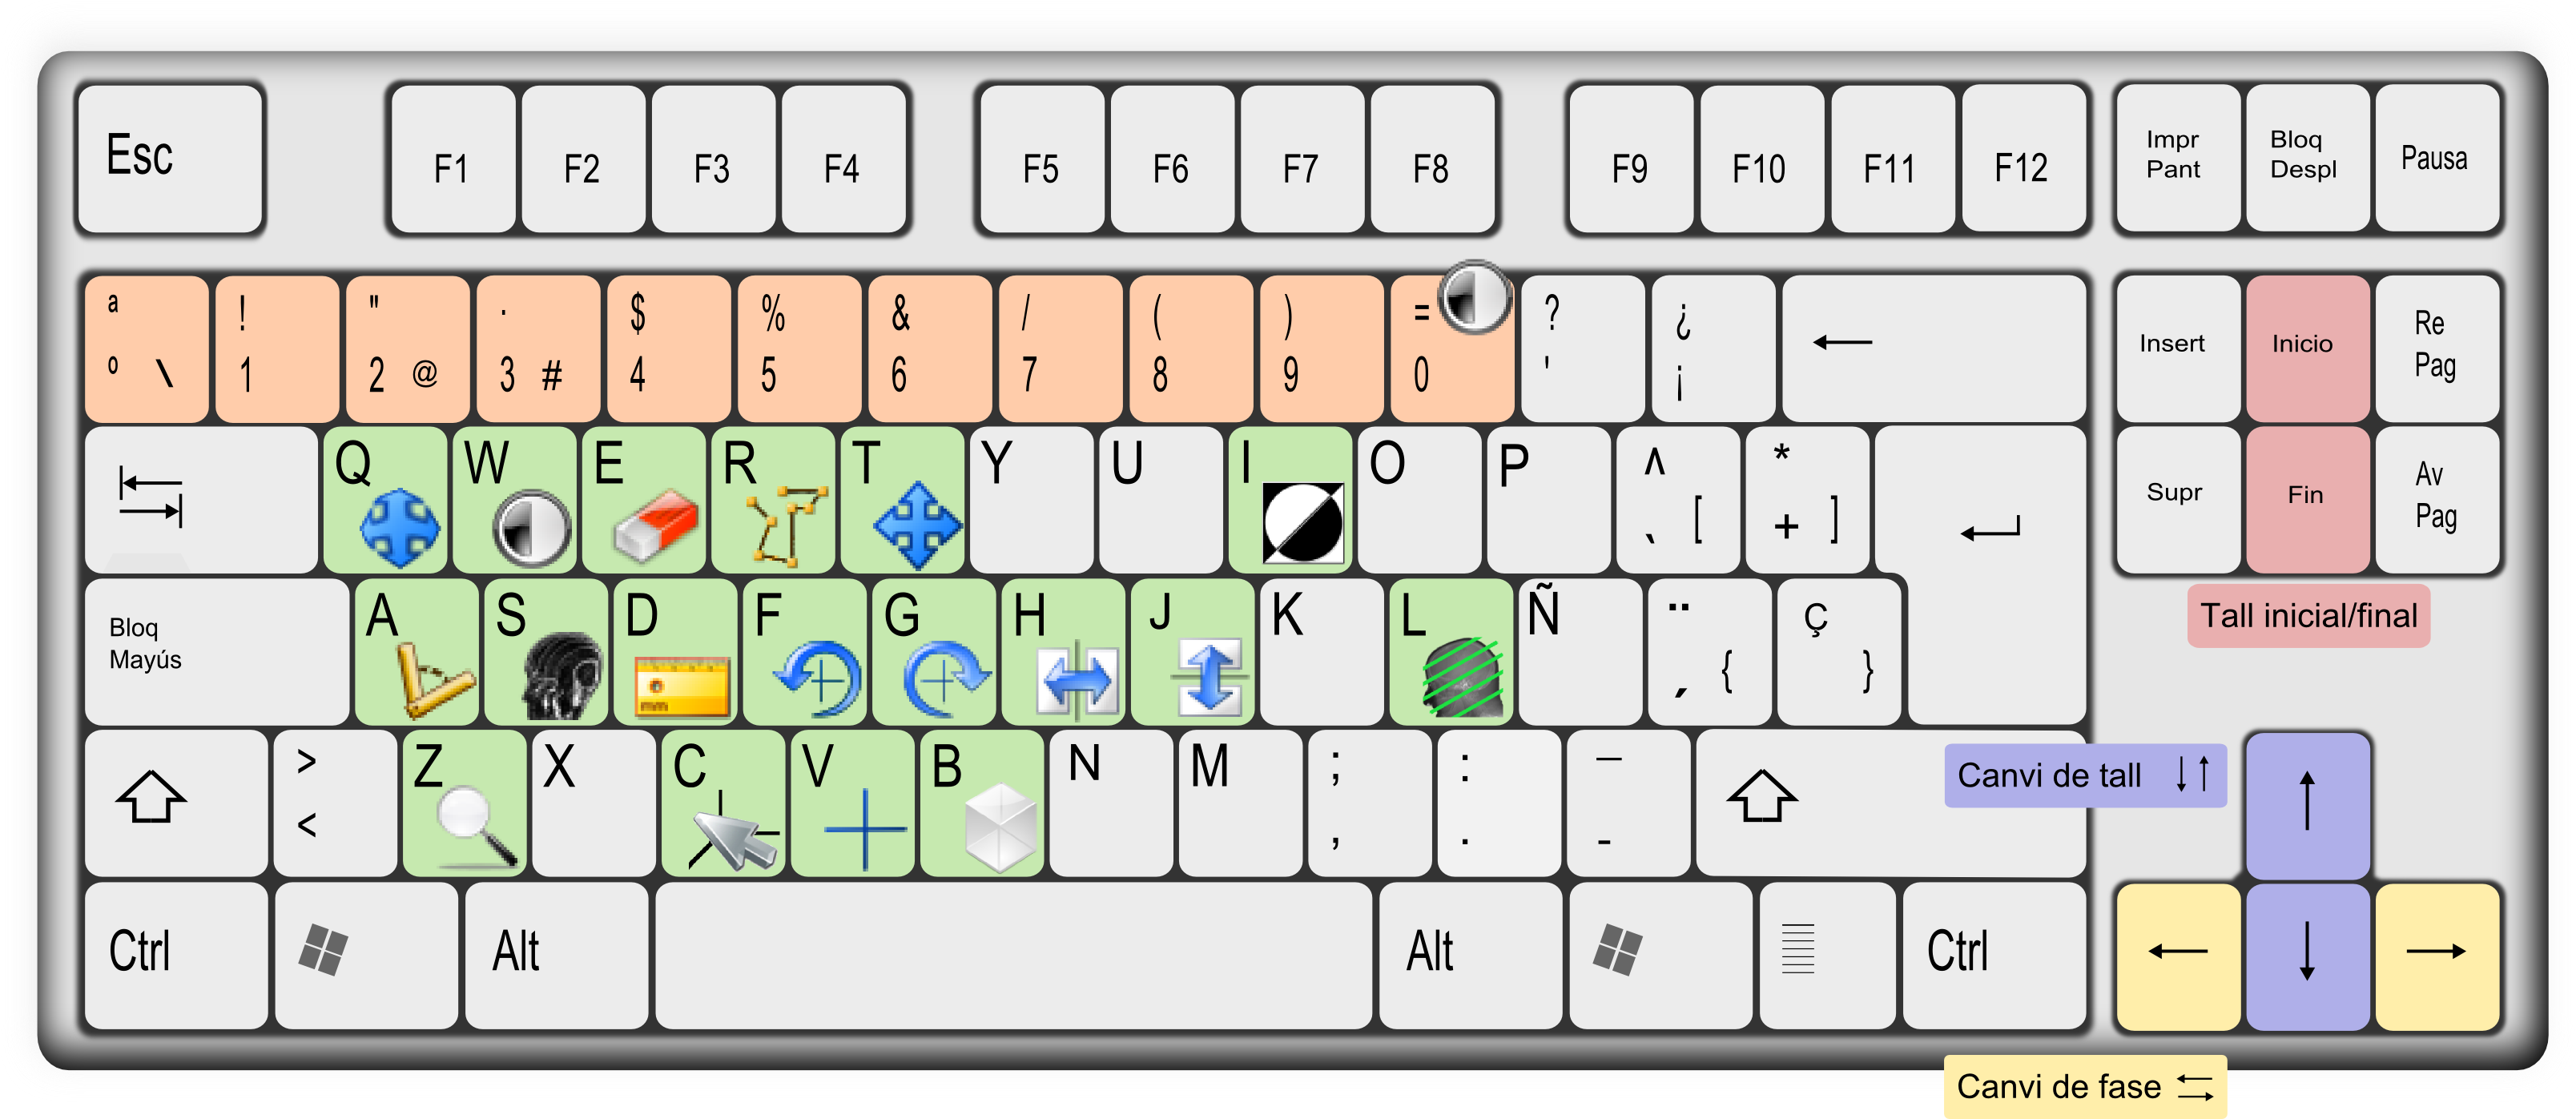 Esc F1 F2 F3 F4 F5 F6 F7 F8 F9 F10 F11 F12
Impr Pant
Bloq Despl
Pausa
ª º \
! 1
" 2 @
· 3 #
$ 4
% 5
& 6
/ 7
( 8
) 9
= 0
? '
¿ ¡
Insert
Inicio
Re Pag
Q W E R T Y U I O P
^ ` [
* + ]
Supr
Fin
Av Pag
Bloq Mayús
A S D F G H J K L Ñ
¨ ´ {
Ç }
mm
Tall inicial/final
> <
Z X C V B N M
; ,
: .
_ -
Canvi de tall ↓↑
↑
Ctrl Alt Alt Ctrl
← ↓ →
Canvi de fase